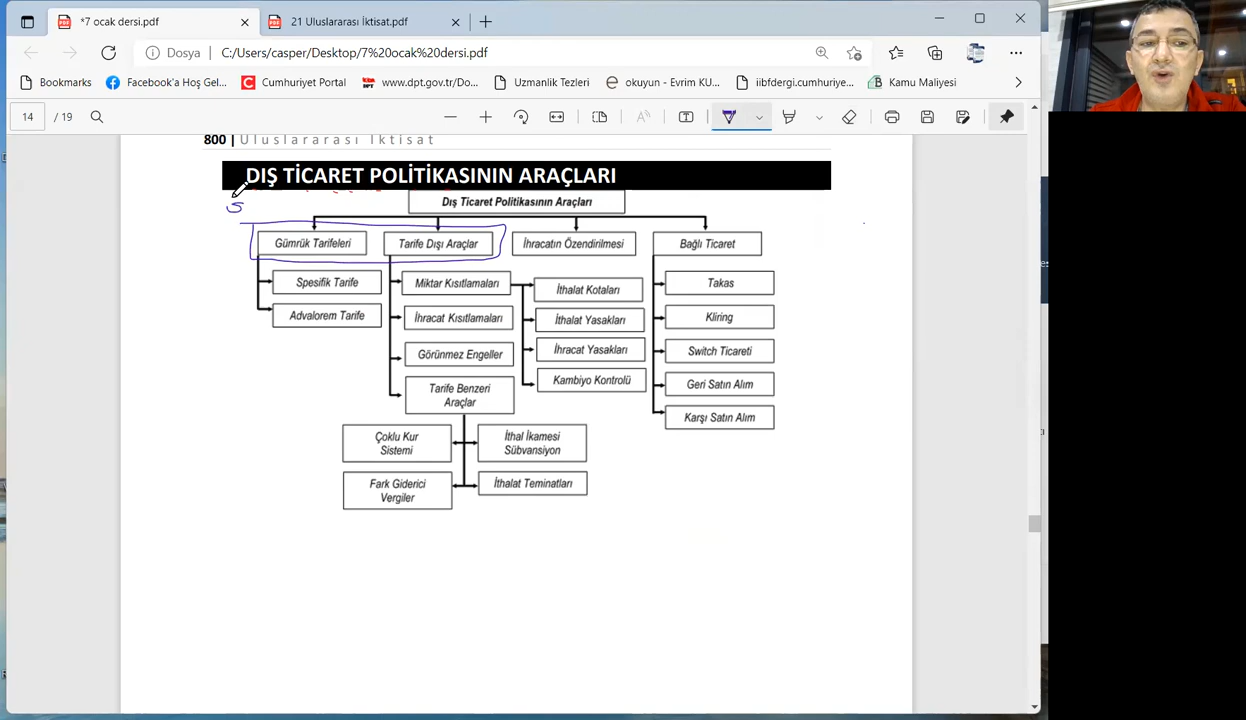 *7 ocak dersi.pdf
21 Uluslararası İktisat.pdf
Dosya
C:/Users/casper/Desktop/7%20ocak%20dersi.pdf
Bookmarks
Facebook'a Hoş Gel...
Cumhuriyet Portal
www.dpt.gov.tr/De...
Uzmanlık Tezleri
okuyun - Evrim KU...
iibfdergi.cumhuriye...
Kamu Maliyesi
14 / 19
800 | Uluslararası İktisat
DIŞ TİCARET POLİTİKASININ ARAÇLARI
Dış Ticaret Politikasının Araçları
Gümrük Tarifeleri
Tarife Dışı Araçlar
İhracatın Özendirilmesi
Bağlı Ticaret
Spesifik Tarife
Advalorem Tarife
Miktar Kısıtlamaları
İhracat Kısıtlamaları
Görünmez Engeller
Tarife Benzeri
Araçlar
İthalat Kotaları
İthalat Yasakları
İhracat Yasakları
Kambiyo Kontrolü
Takas
Kliring
Switch Ticareti
Geri Satın Alım
Karşı Satın Alım
Çoklu Kur
Sistemi
İthal İkamesi
Sübvansiyon
Fark Giderici
Vergiler
İthalat Teminatları